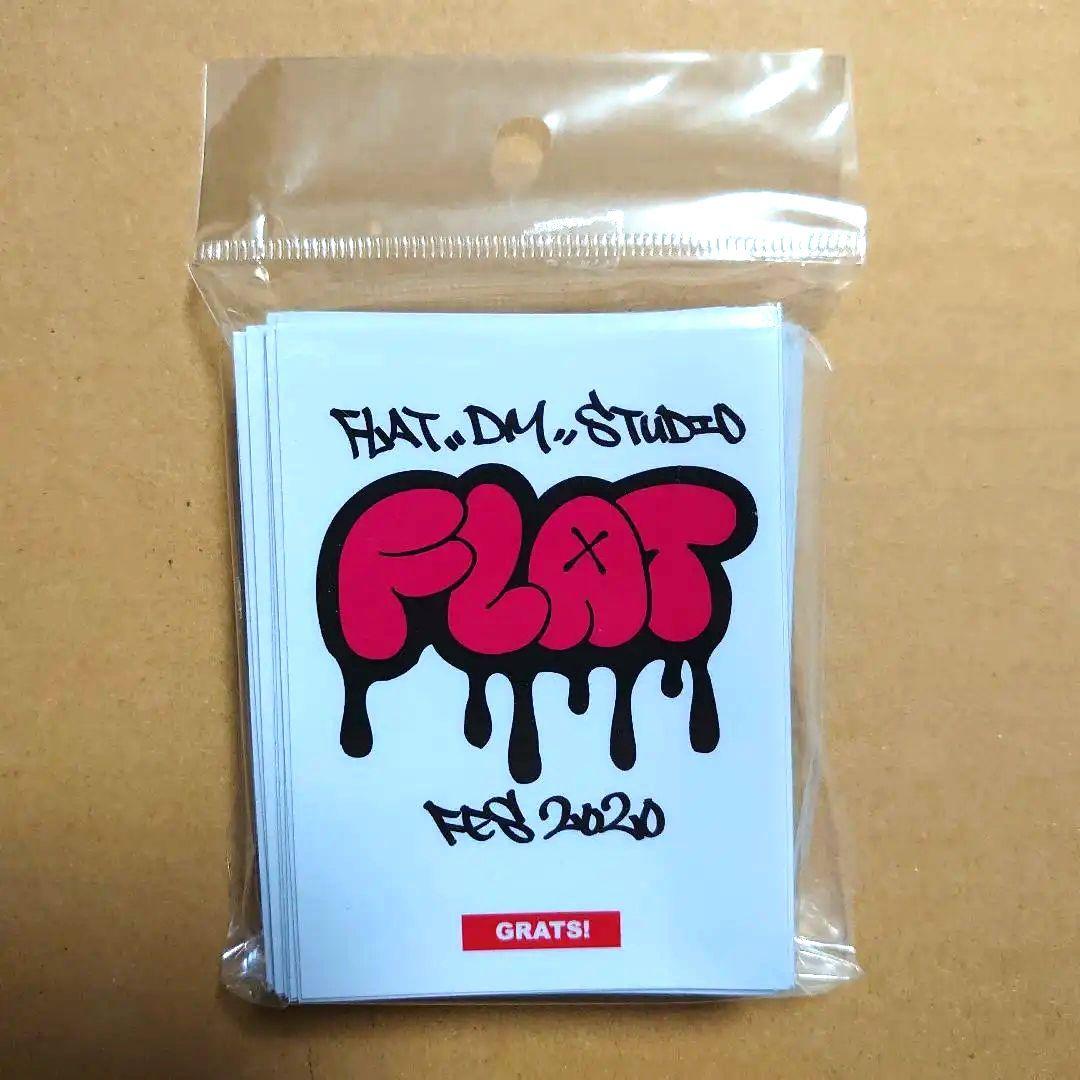 FLAT,, DM,, STUDIO
FLAT
FES 2020
GRATS!